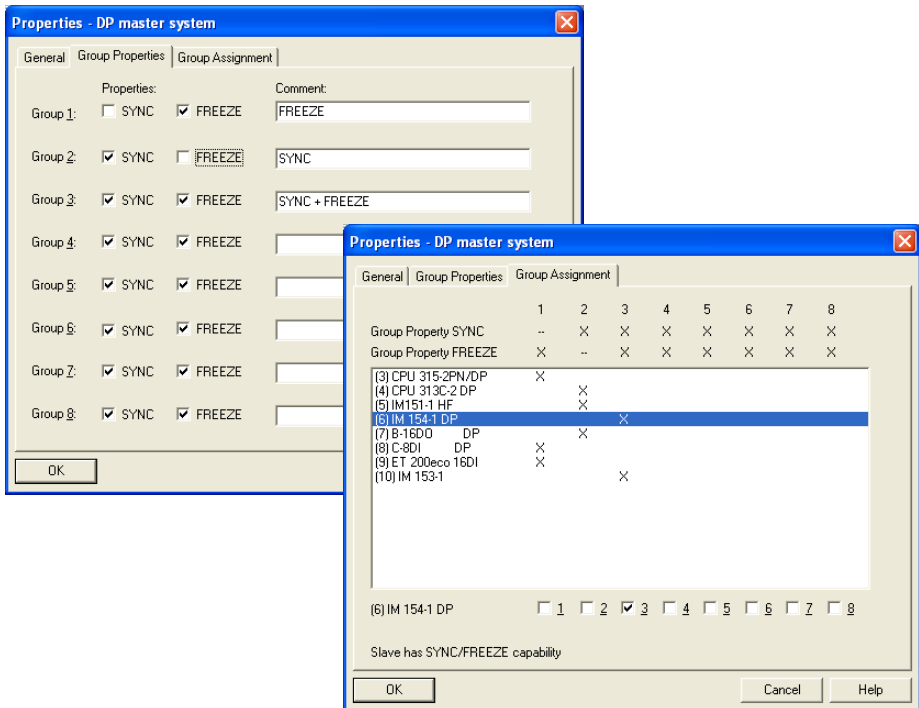 Properties - DP master system
General Group Properties Group Assignment
Properties: Comment:
Group 1: SYNC FREEZE FREEZE
Group 2: SYNC FREEZE SYNC
Group 3: SYNC FREEZE SYNC + FREEZE
Group 4: SYNC FREEZE
Group 5: SYNC FREEZE
Group 6: SYNC FREEZE
Group 7: SYNC FREEZE
Group 8: SYNC FREEZE
OK
Properties - DP master system
General Group Properties Group Assignment
1 2 3 4 5 6 7 8
Group Property SYNC -- X X X X X X X
Group Property FREEZE X -- X X X X X X
(3) CPU 315-2PN/DP X
(4) CPU 313C-2 DP X
(5) IM151-1 HF X
(6) IM 154-1 DP X
(7) B-16DO DP X
(8) C-8DI DP X
(9) ET 200eco 16DI X
(10) IM 153-1 X
(6) IM 154-1 DP 1 2 3 4 5 6 7 8
Slave has SYNC/FREEZE capability
OK Cancel Help